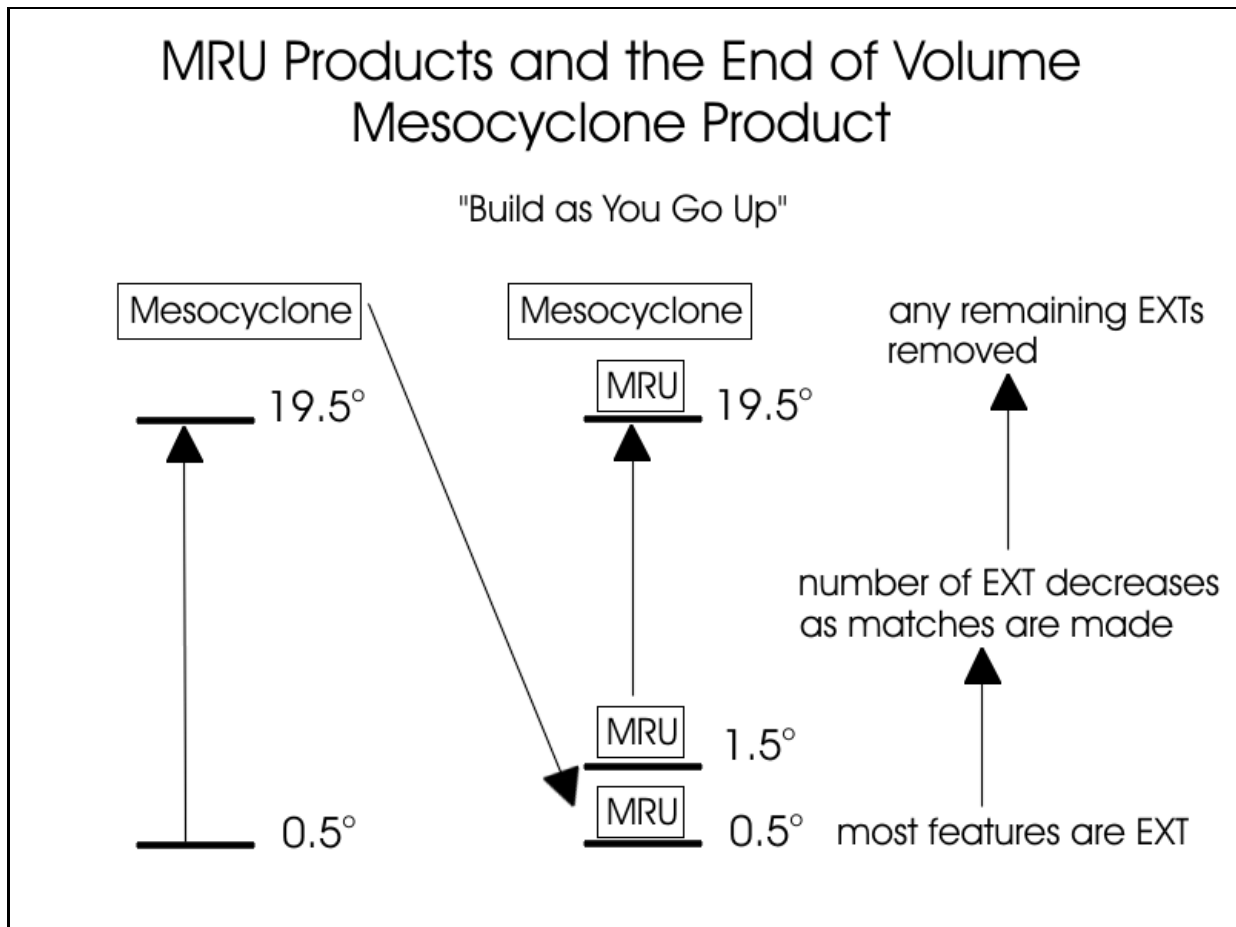 MRU Products and the End of Volume
Mesocyclone Product
"Build as You Go Up"
Mesocyclone
19.5°
0.5°
Mesocyclone
MRU
19.5°
MRU
1.5°
MRU
0.5°
any remaining EXTs
removed
number of EXT decreases
as matches are made
most features are EXT